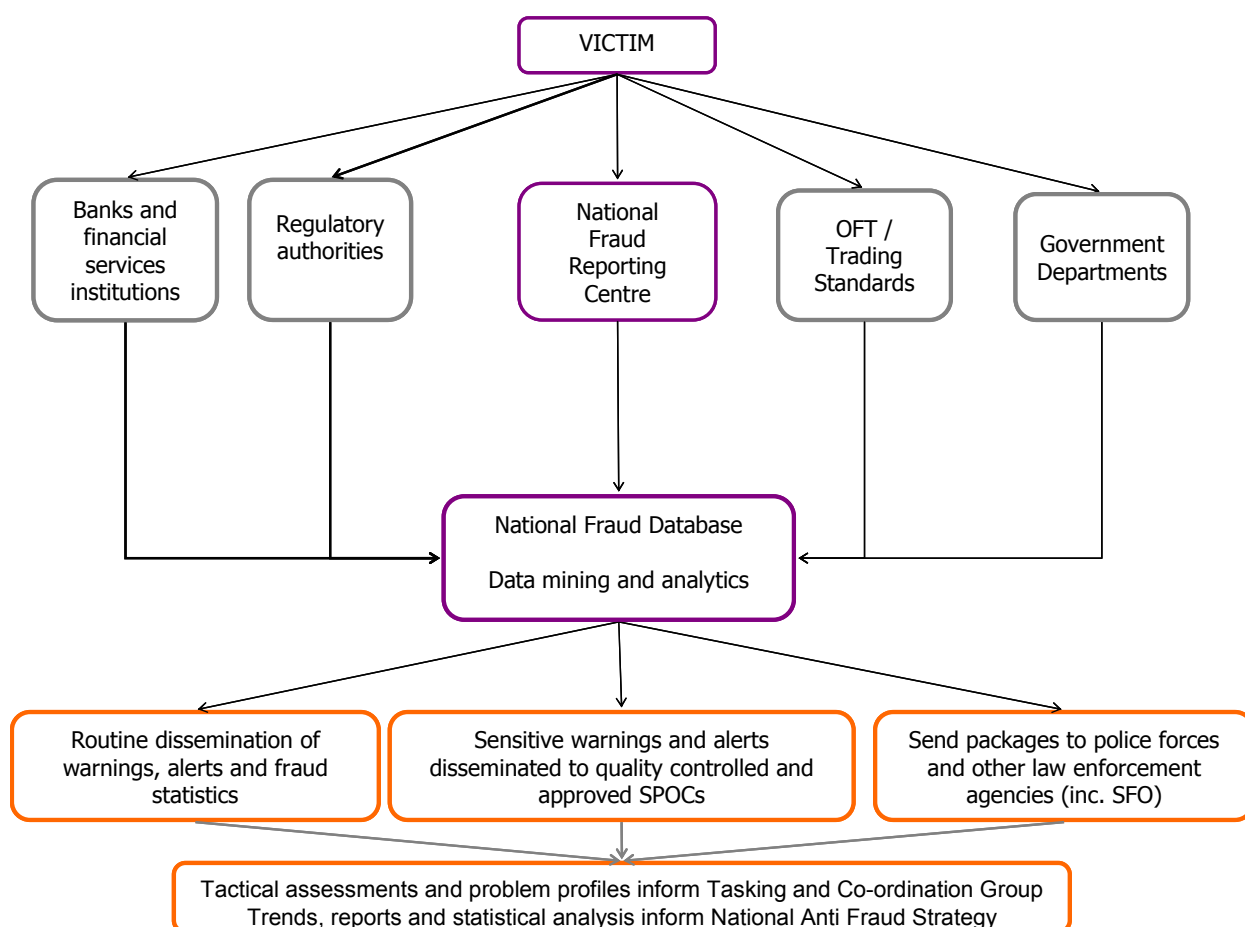 VICTIM
Banks and
financial
services
institutions
Regulatory
authorities
National
Fraud
Reporting
Centre
OFT /
Trading
Standards
Government
Departments
National Fraud Database
Data mining and analytics
Routine dissemination of
warnings, alerts and fraud
statistics
Sensitive warnings and alerts
disseminated to quality controlled and
approved SPOCs
Send packages to police forces
and other law enforcement
agencies (inc. SFO)
Tactical assessments and problem profiles inform Tasking and Co-ordination Group
Trends, reports and statistical analysis inform National Anti Fraud Strategy